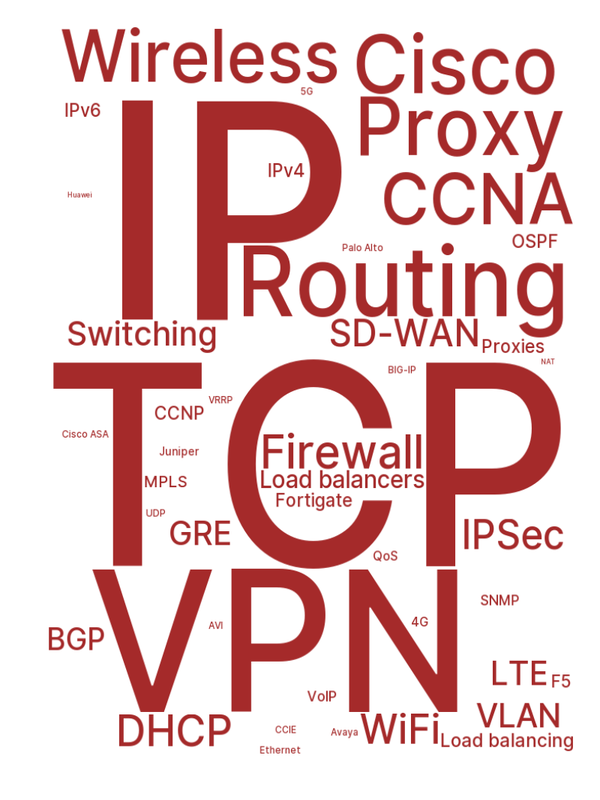 Wireless
Cisco
5G
IPv6
IP
Proxy
IPv4
CCNA
Huawei
OSPF
Palo Alto
Routing
Switching
SD-WAN
Proxies
NAT
TCP
BIG-IP
VRRP
CCNP
Cisco ASA
Juniper
Firewall
MPLS
Load balancers
Fortigate
UDP
GRE
IPSec
QoS
VPN
SNMP
4G
AVI
BGP
LTE
F5
VoIP
VLAN
DHCP
CCIE
Avaya
WiFi
Load balancing
Ethernet